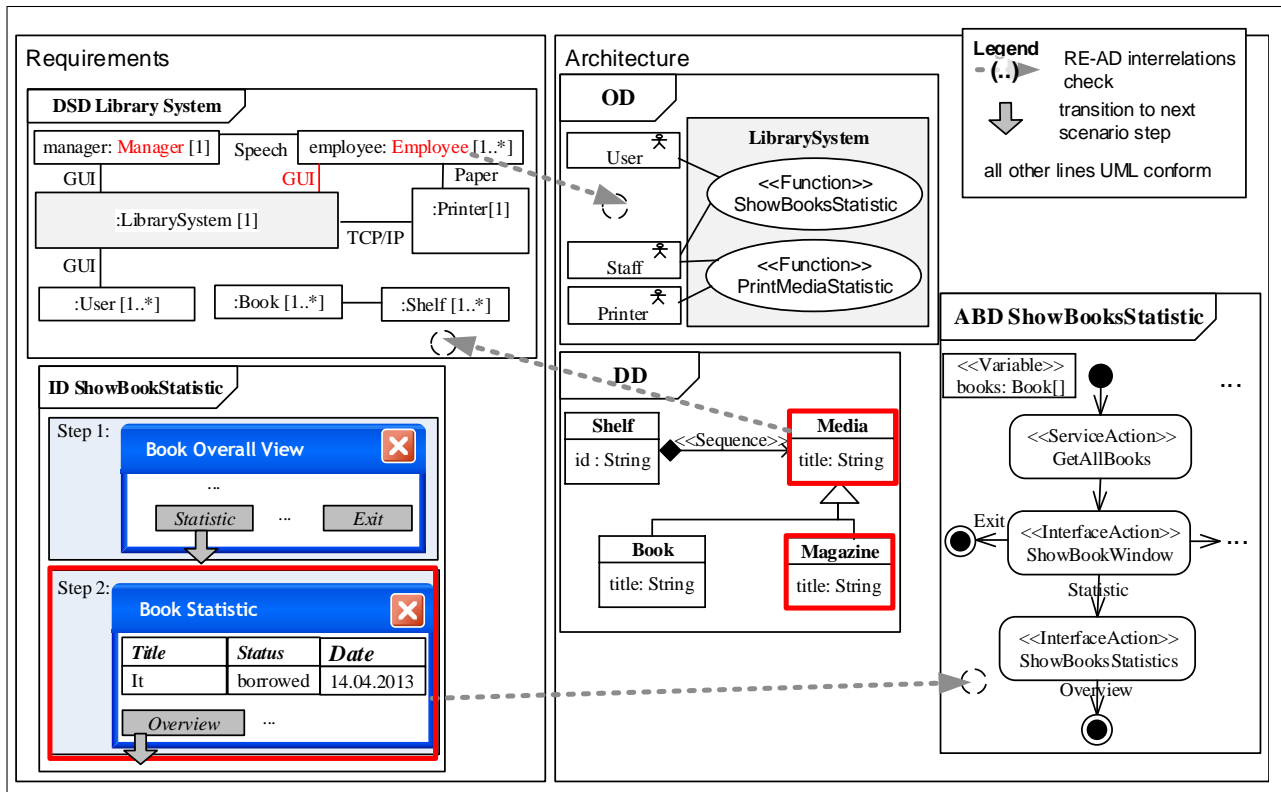 Requirements
DSD Library System
manager: Manager [1]
Speech
employee: Employee [1..*]
GUI
GUI
Paper
:LibrarySystem [1]
TCP/IP
:Printer[1]
GUI
:User [1..*]
:Book [1..*]
:Shelf [1..*]
ID ShowBookStatistic
Step 1:
Book Overall View
...
Statistic
...
Exit
Step 2:
Book Statistic
Title Status Date
It borrowed 14.04.2013
Overview
...
Architecture
OD
User
Staff
Printer
LibrarySystem
<<Function>>
ShowBooksStatistic
<<Function>>
PrintMediaStatistic
DD
Shelf
id : String
<<Sequence>>
Media
title: String
Book
title: String
Magazine
title: String
Legend
(..)
RE-AD interrelations
check
transition to next
scenario step
all other lines UML conform
ABD ShowBooksStatistic
<<Variable>>
books: Book[]
...
<<ServiceAction>>
GetAllBooks
Exit
<<InterfaceAction>>
ShowBookWindow
...
Statistic
<<InterfaceAction>>
ShowBooksStatistics
Overview